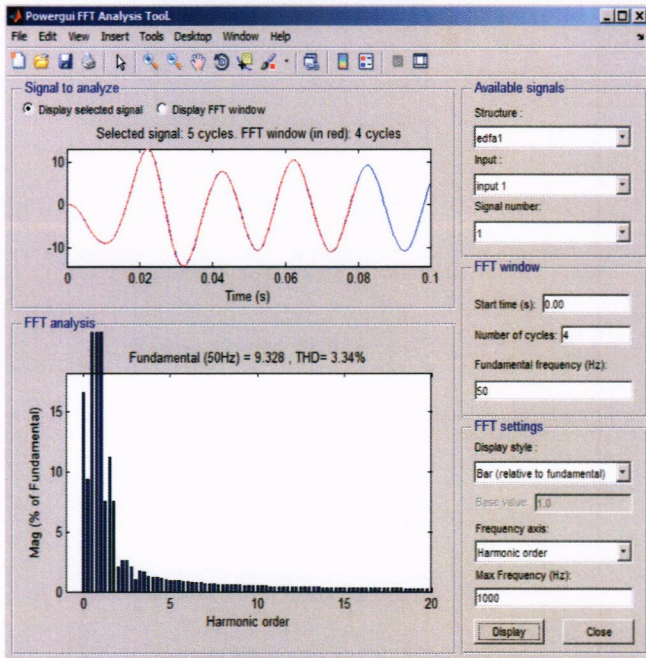 Powergui FFT Analysis Tool.
File Edit View Insert Tools Desktop Window Help
Signal to analyze
Display selected signal Display FFT window
Selected signal: 5 cycles. FFT window (in red): 4 cycles
10
0
-10
0 0.02 0.04 0.06 0.08 0.1
Time (s)
FFT analysis
Fundamental (50Hz) = 9.328 , THD= 3.34%
Mag (% of Fundamental)
15
10
5
0
0 5 10 15 20
Harmonic order
Available signals
Structure :
edfa1
Input :
input 1
Signal number:
1
FFT window
Start time (s): 0.00
Number of cycles: 4
Fundamental frequency (Hz):
50
FFT settings
Display style :
Bar (relative to fundamental)
Base value: 1.0
Frequency axis:
Harmonic order
Max Frequency (Hz):
1000
Display Close